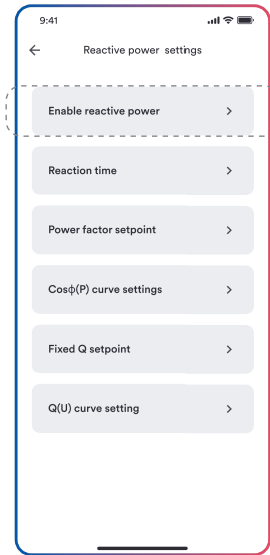 9:41
Reactive power settings
Enable reactive power
Reaction time
Power factor setpoint
Cosϕ(P) curve settings
Fixed Q setpoint
Q(U) curve setting